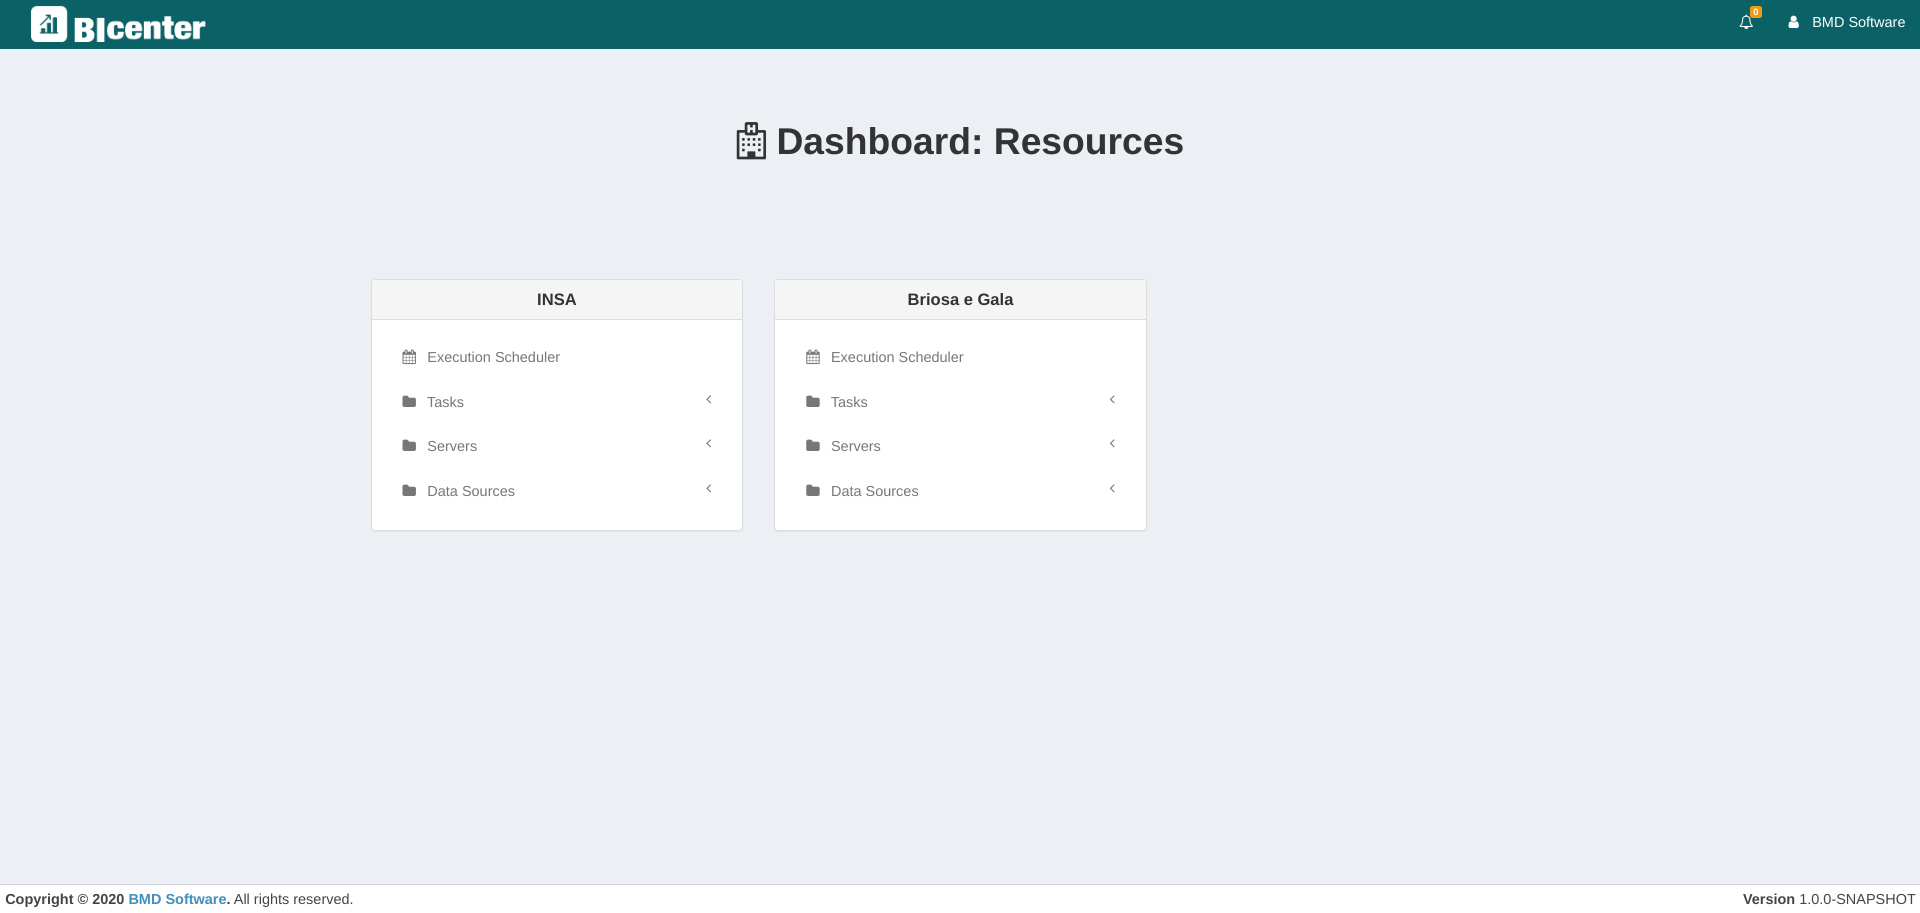 BIcenter
0
BMD Software
Dashboard: Resources
INSA
Execution Scheduler
Tasks
Servers
Data Sources
Briosa e Gala
Execution Scheduler
Tasks
Servers
Data Sources
Copyright © 2020 BMD Software. All rights reserved.
Version 1.0.0-SNAPSHOT